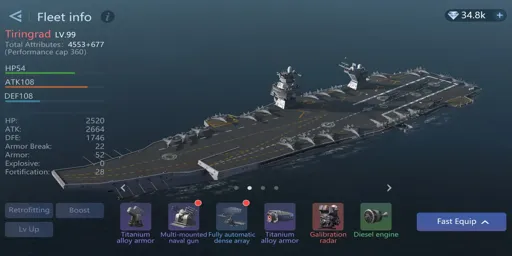 Fleet info
34.8k
Tiringrad LV.99
Total Attributes: 4553+677
(Performance cap 360)
HP54
ATK108
DEF108
HP: 2520
ATK: 2664
DFE: 1746
Armor Break: 22
Armor: 52
Explosive: 0
Fortification: 28
Retrofitting
Boost
Lv Up
Titanium alloy armor
Multi-mounted naval gun
Fully automatic dense array
Titanium alloy armor
Galibration radar
Diesel engine
Fast Equip